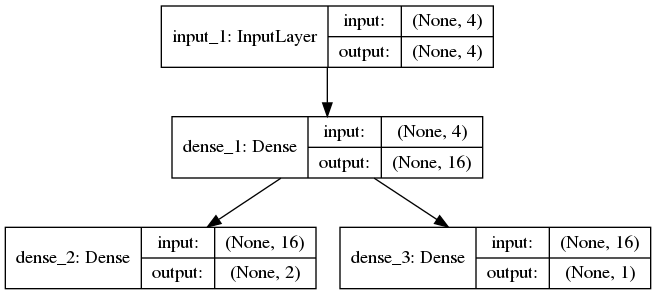 input_1: InputLayer
input:
(None, 4)
output:
(None, 4)
dense_1: Dense
input:
(None, 4)
output:
(None, 16)
dense_2: Dense
input:
(None, 16)
output:
(None, 2)
dense_3: Dense
input:
(None, 16)
output:
(None, 1)